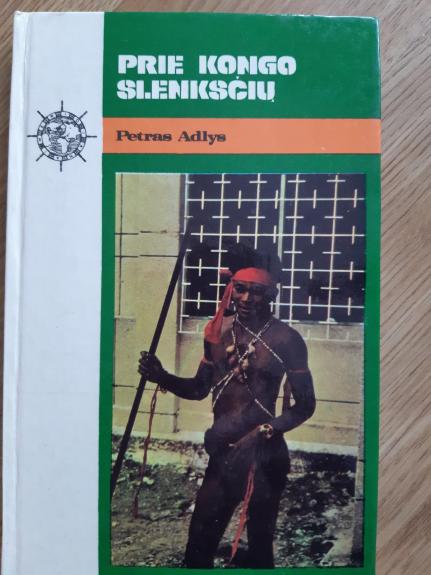 PRIE KONGO
SLENKSČIŲ
Petras Adlys